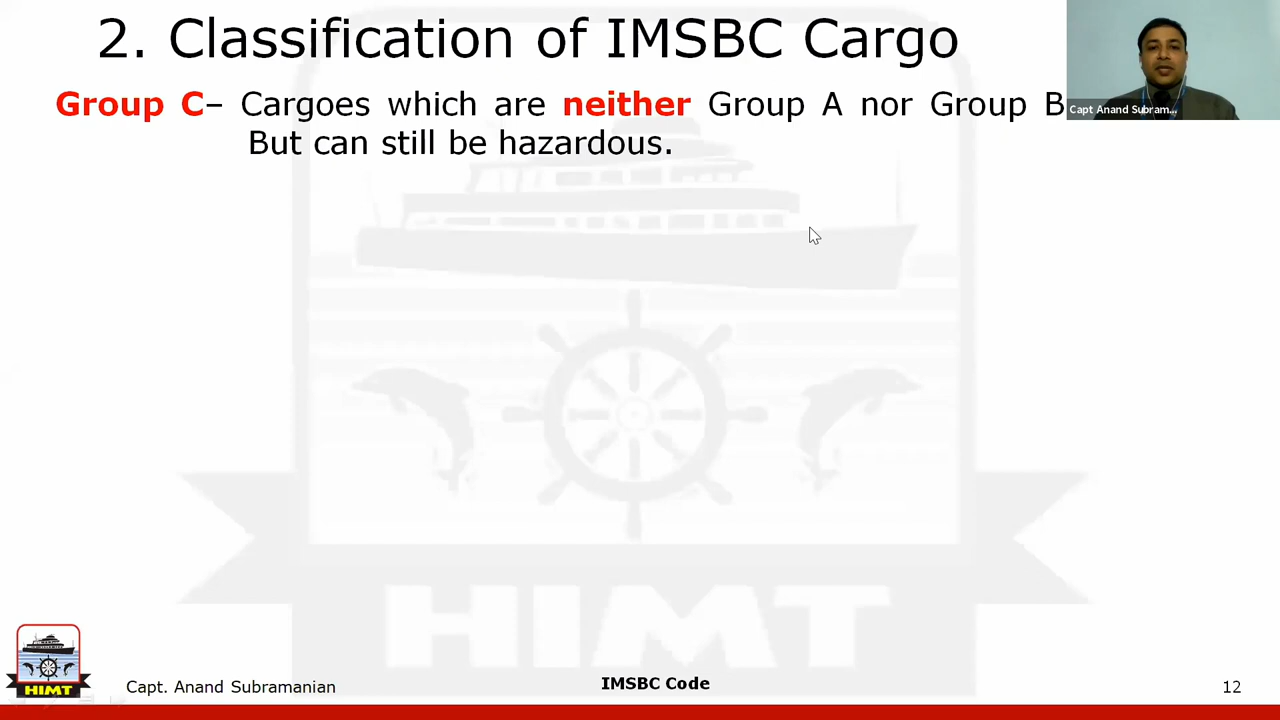 2. Classification of IMSBC Cargo
Group C– Cargoes which are neither Group A nor Group B
But can still be hazardous.
Capt Anand Subram...
HIMT
HIMT
Capt. Anand Subramanian
IMSBC Code
12